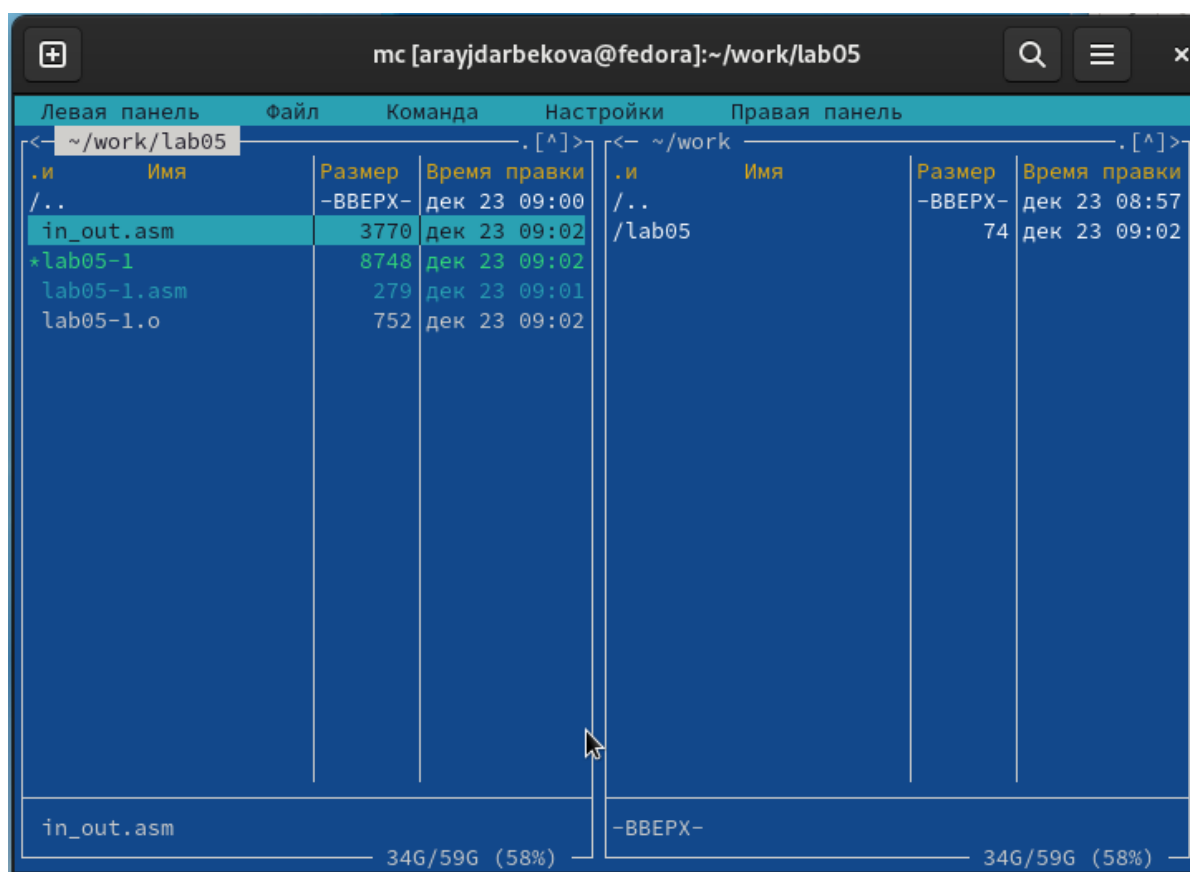 mc [arayjdarbekova@fedora]:~/work/lab05
Левая панель Файл Команда Настройки Правая панель
<— ~/work/lab05 .[^]> <— ~/work .[^]>
.и Имя Размер Время правки .и Имя Размер Время правки
/.. -ВВЕРХ- дек 23 09:00 /.. -ВВЕРХ- дек 23 08:57
in_out.asm 3770 дек 23 09:02 /lab05 74 дек 23 09:02
*lab05-1 8748 дек 23 09:02
lab05-1.asm 279 дек 23 09:01
lab05-1.o 752 дек 23 09:02
in_out.asm -ВВЕРХ-
34G/59G (58%) 34G/59G (58%)